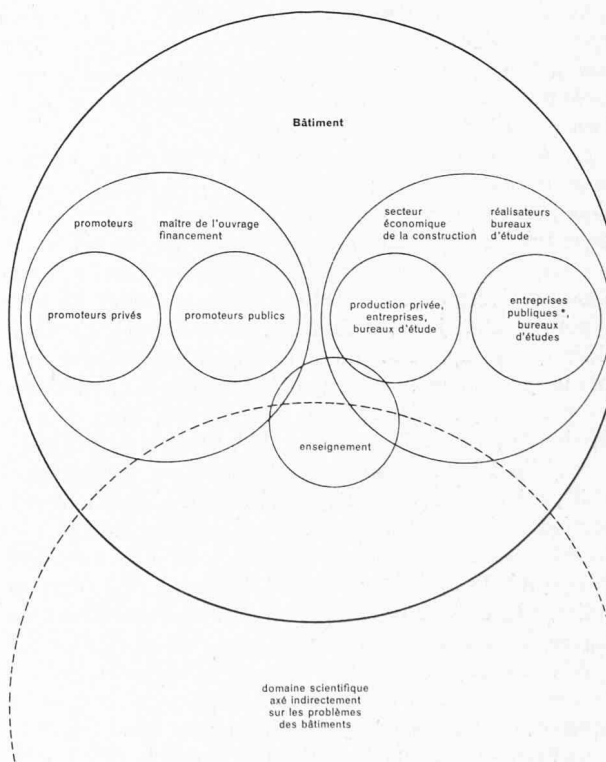 Bâtiment
promoteurs
maître de l'ouvrage
financement
secteur
économique
de la construction
réalisateurs
bureaux
d'étude
promoteurs privés
promoteurs publics
production privée,
entreprises,
bureaux d'étude
entreprises
publiques *,
bureaux
d'études
enseignement
domaine scientifique
axé indirectement
sur les problèmes
des bâtiments